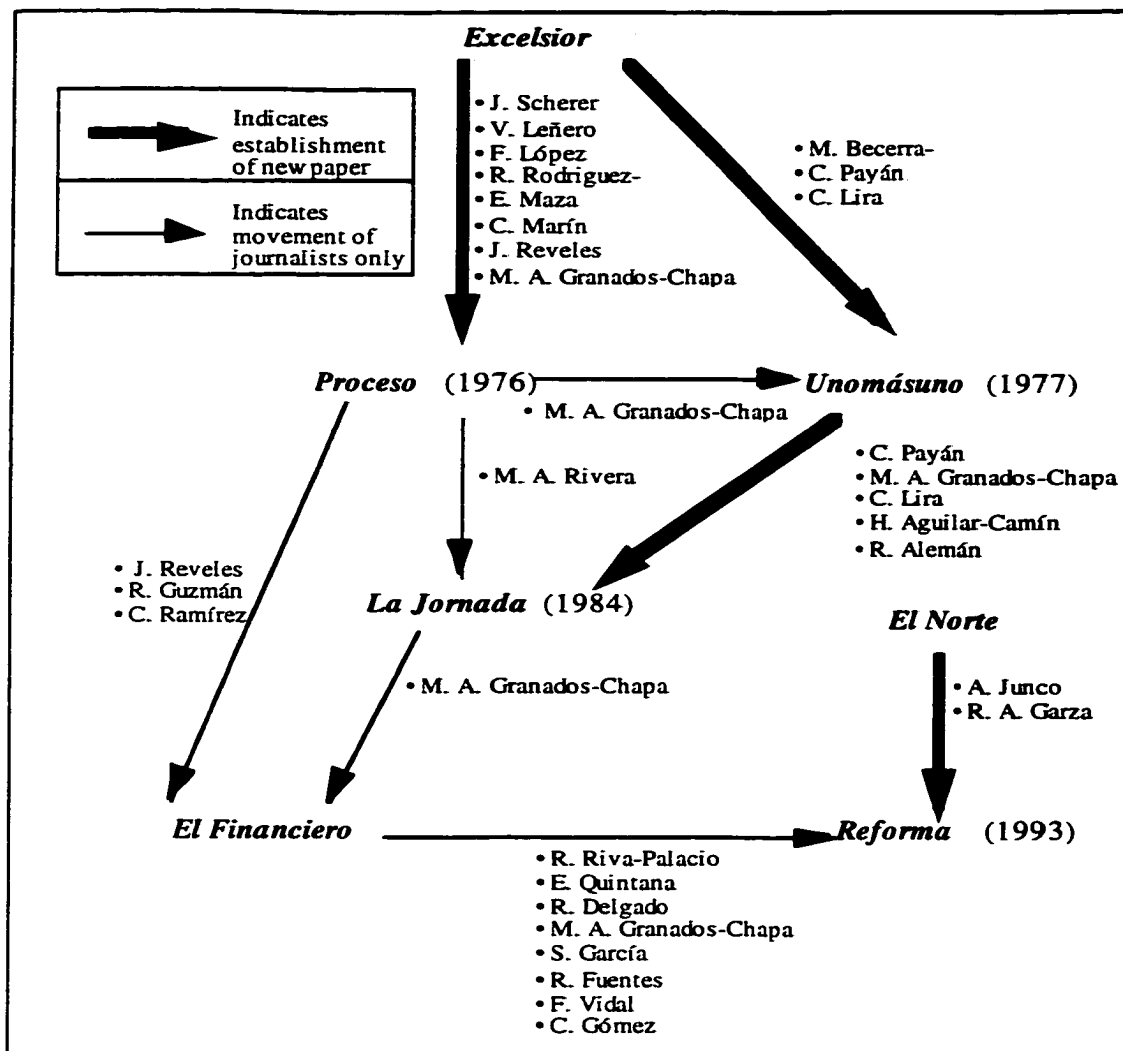 Excelsior
Indicates
establishment
of new paper
Indicates
movement of
journalists only
• J. Scherer
• V. Leñero
• F. López
• R. Rodriguez-
• E. Maza
• C. Marín
• J. Reveles
• M. A. Granados-Chapa
• M. Becerra-
• C. Payán
• C. Lira
Proceso (1976)
Unomásuno (1977)
• M. A. Granados-Chapa
• M. A. Rivera
• C. Payán
• M. A. Granados-Chapa
• C. Lira
• H. Aguilar-Camín
• R. Alemán
• J. Reveles
• R. Guzmán
• C. Ramírez
La Jornada (1984)
El Norte
• M. A. Granados-Chapa
• A. Junco
• R. A. Garza
El Financiero
Reforma (1993)
• R. Riva-Palacio
• E. Quintana
• R. Delgado
• M. A. Granados-Chapa
• S. García
• R. Fuentes
• F. Vidal
• C. Gómez